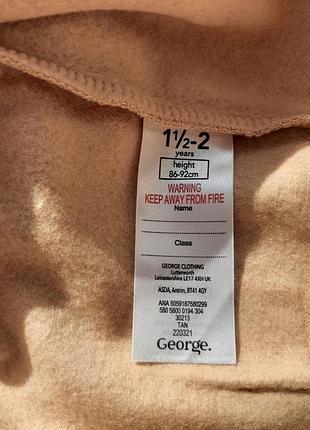 1½-2
years
height
86-92cm
WARNING
KEEP AWAY FROM FIRE
Name
Class
GEORGE CLOTHING
Lutterworth
Leicestershire LE17 4XH UK
ASDA, Antrim, BT41 4GY
ANA 5059187580299
580 5800 0194 304
30213
TAN
220321
George.